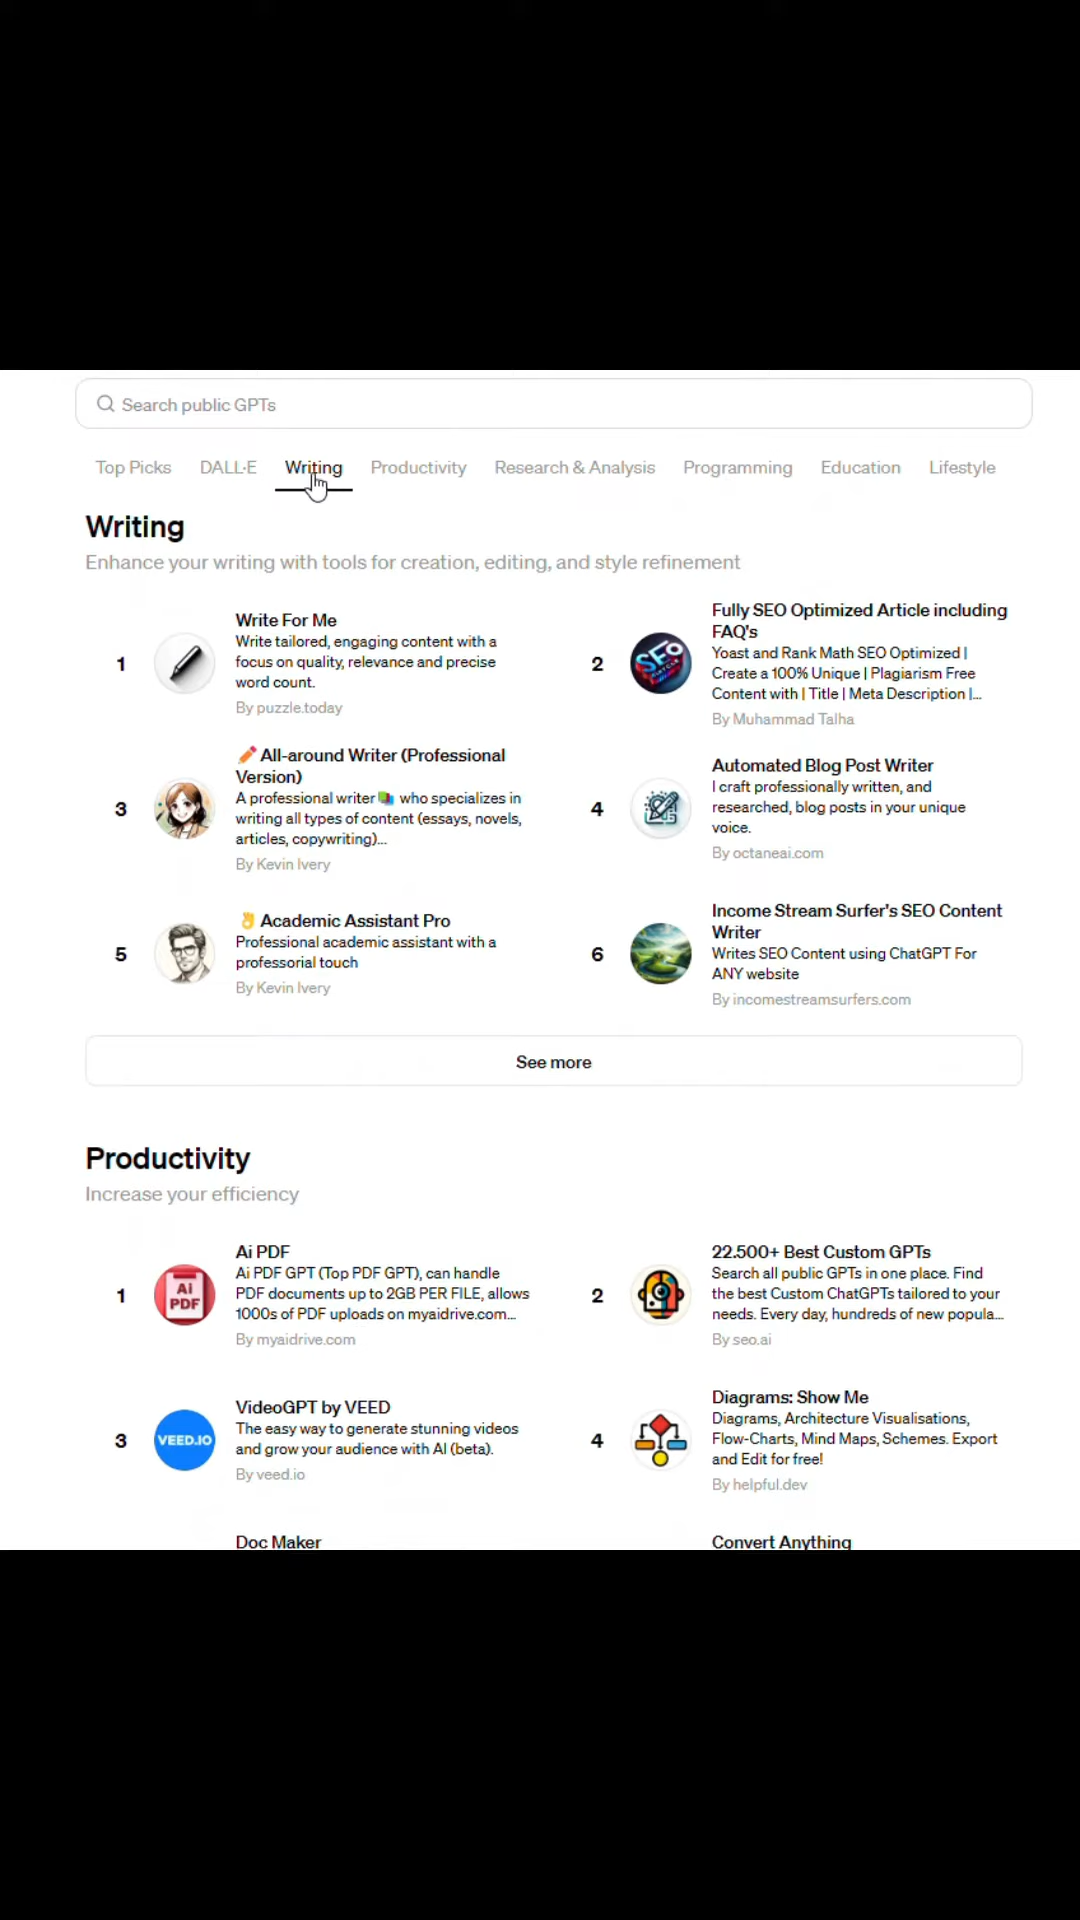 Search public GPTs
Top Picks DALL·E Writing Productivity Research & Analysis Programming Education Lifestyle
Writing
Enhance your writing with tools for creation, editing, and style refinement
1
Write For Me
Write tailored, engaging content with a
focus on quality, relevance and precise
word count.
By puzzle.today
2
SEO
Fully SEO Optimized Article including
FAQ's
Yoast and Rank Math SEO Optimized |
Create a 100% Unique | Plagiarism Free
Content with | Title | Meta Description |...
By Muhammad Talha
3
✏️ All-around Writer (Professional
Version)
A professional writer📚 who specializes in
writing all types of content (essays, novels,
articles, copywriting)...
By Kevin Ivery
4
Automated Blog Post Writer
I craft professionally written, and
researched, blog posts in your unique
voice.
By octaneai.com
5
👌 Academic Assistant Pro
Professional academic assistant with a
professorial touch
By Kevin Ivery
6
Income Stream Surfer's SEO Content
Writer
Writes SEO Content using ChatGPT For
ANY website
By incomestreamsurfers.com
See more
Productivity
Increase your efficiency
1
Ai
PDF
Ai PDF
Ai PDF GPT (Top PDF GPT), can handle
PDF documents up to 2GB PER FILE, allows
1000s of PDF uploads on myaidrive.com...
By myaidrive.com
2
22.500+ Best Custom GPTs
Search all public GPTs in one place. Find
the best Custom ChatGPTs tailored to your
needs. Every day, hundreds of new popula...
By seo.ai
3
VEED.IO
VideoGPT by VEED
The easy way to generate stunning videos
and grow your audience with AI (beta).
By veed.io
4
Diagrams: Show Me
Diagrams, Architecture Visualisations,
Flow-Charts, Mind Maps, Schemes. Export
and Edit for free!
By helpful.dev
Doc Maker
Convert Anything